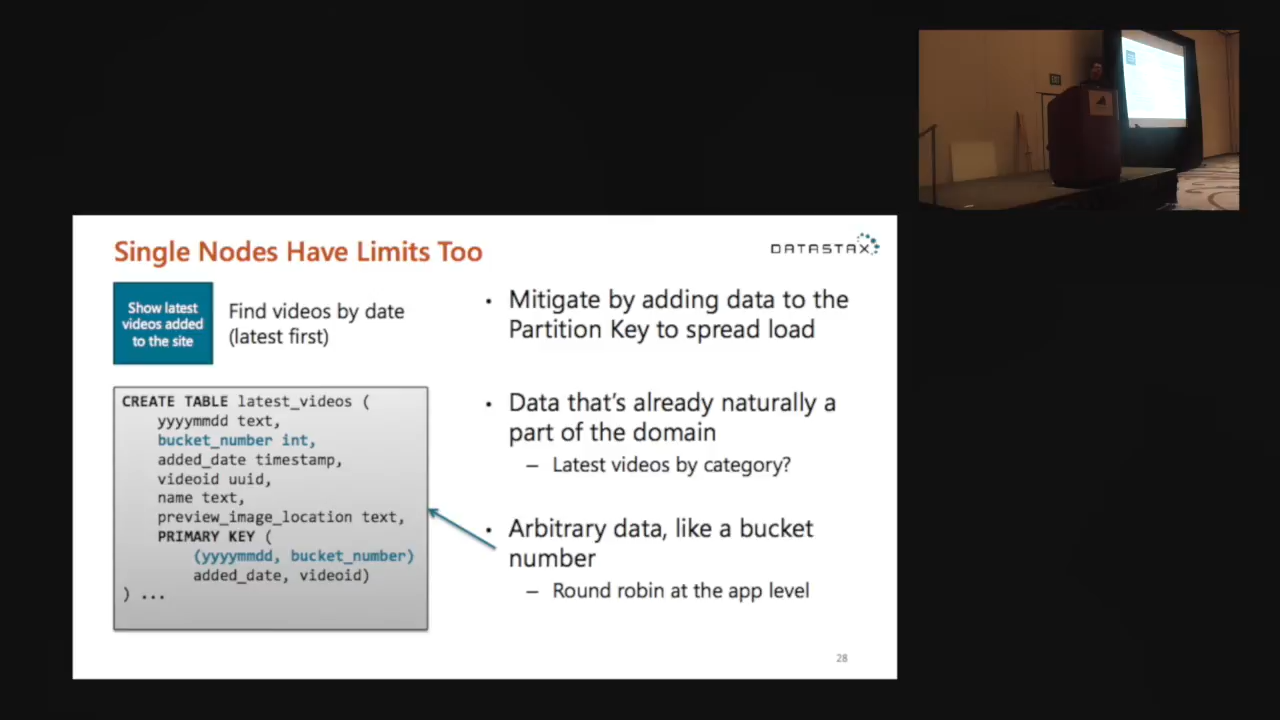 Single Nodes Have Limits Too
DATASTAX
Show latest
videos added
to the site
Find videos by date
(latest first)
CREATE TABLE latest_videos (
yyyymmdd text,
bucket_number int,
added_date timestamp,
videoid uuid,
name text,
preview_image_location text,
PRIMARY KEY (
(yyyymmdd, bucket_number)
added_date, videoid)
) ...
• Mitigate by adding data to the
Partition Key to spread load
• Data that’s already naturally a
part of the domain
– Latest videos by category?
• Arbitrary data, like a bucket
number
– Round robin at the app level
28